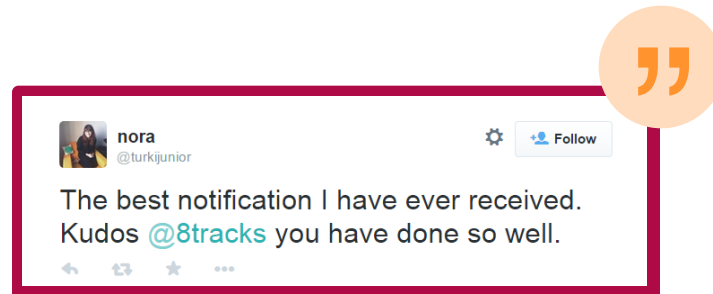 ”
nora
@turkijunior
Follow
The best notification I have ever received.
Kudos @8tracks you have done so well.